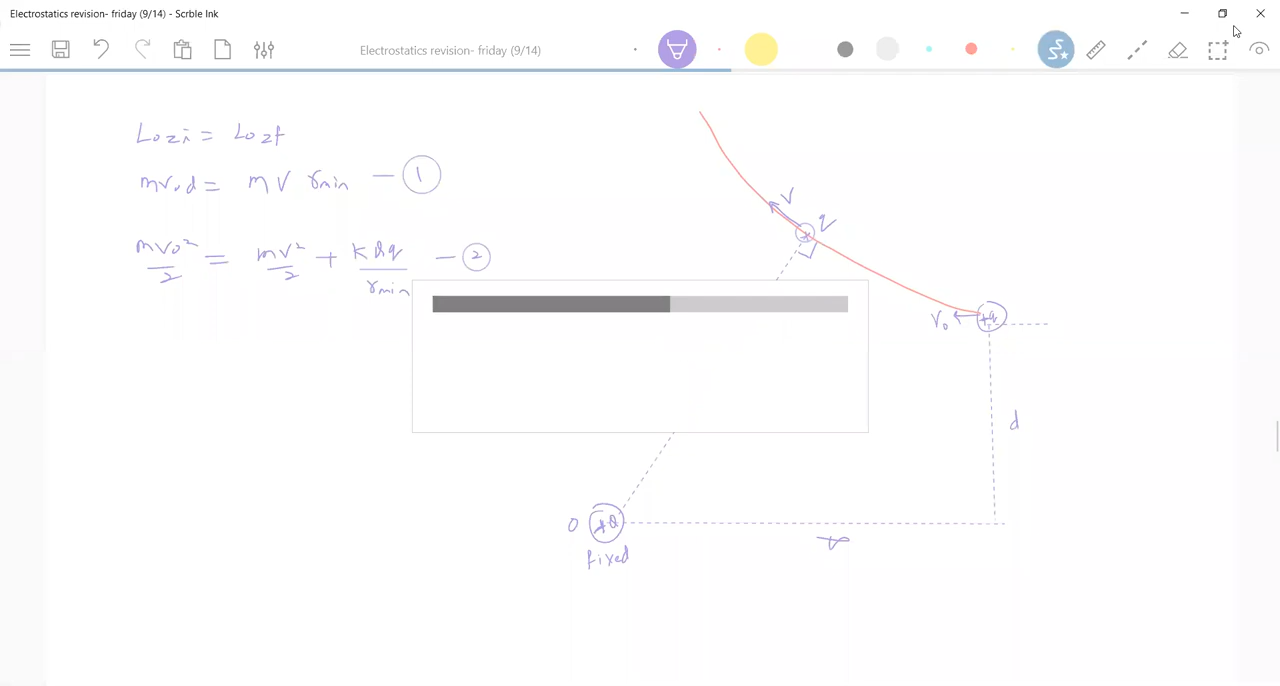 Electrostatics revision- friday (9/14) - Scrble Ink
Electrostatics revision- friday (9/14)
Lozi = Lozf
mv₀d = mV rmin — ①
mv₀²/2 = mv²/2 + KQq/rmin — ②
V
q
V₀
+q
d
O +Q
fixed